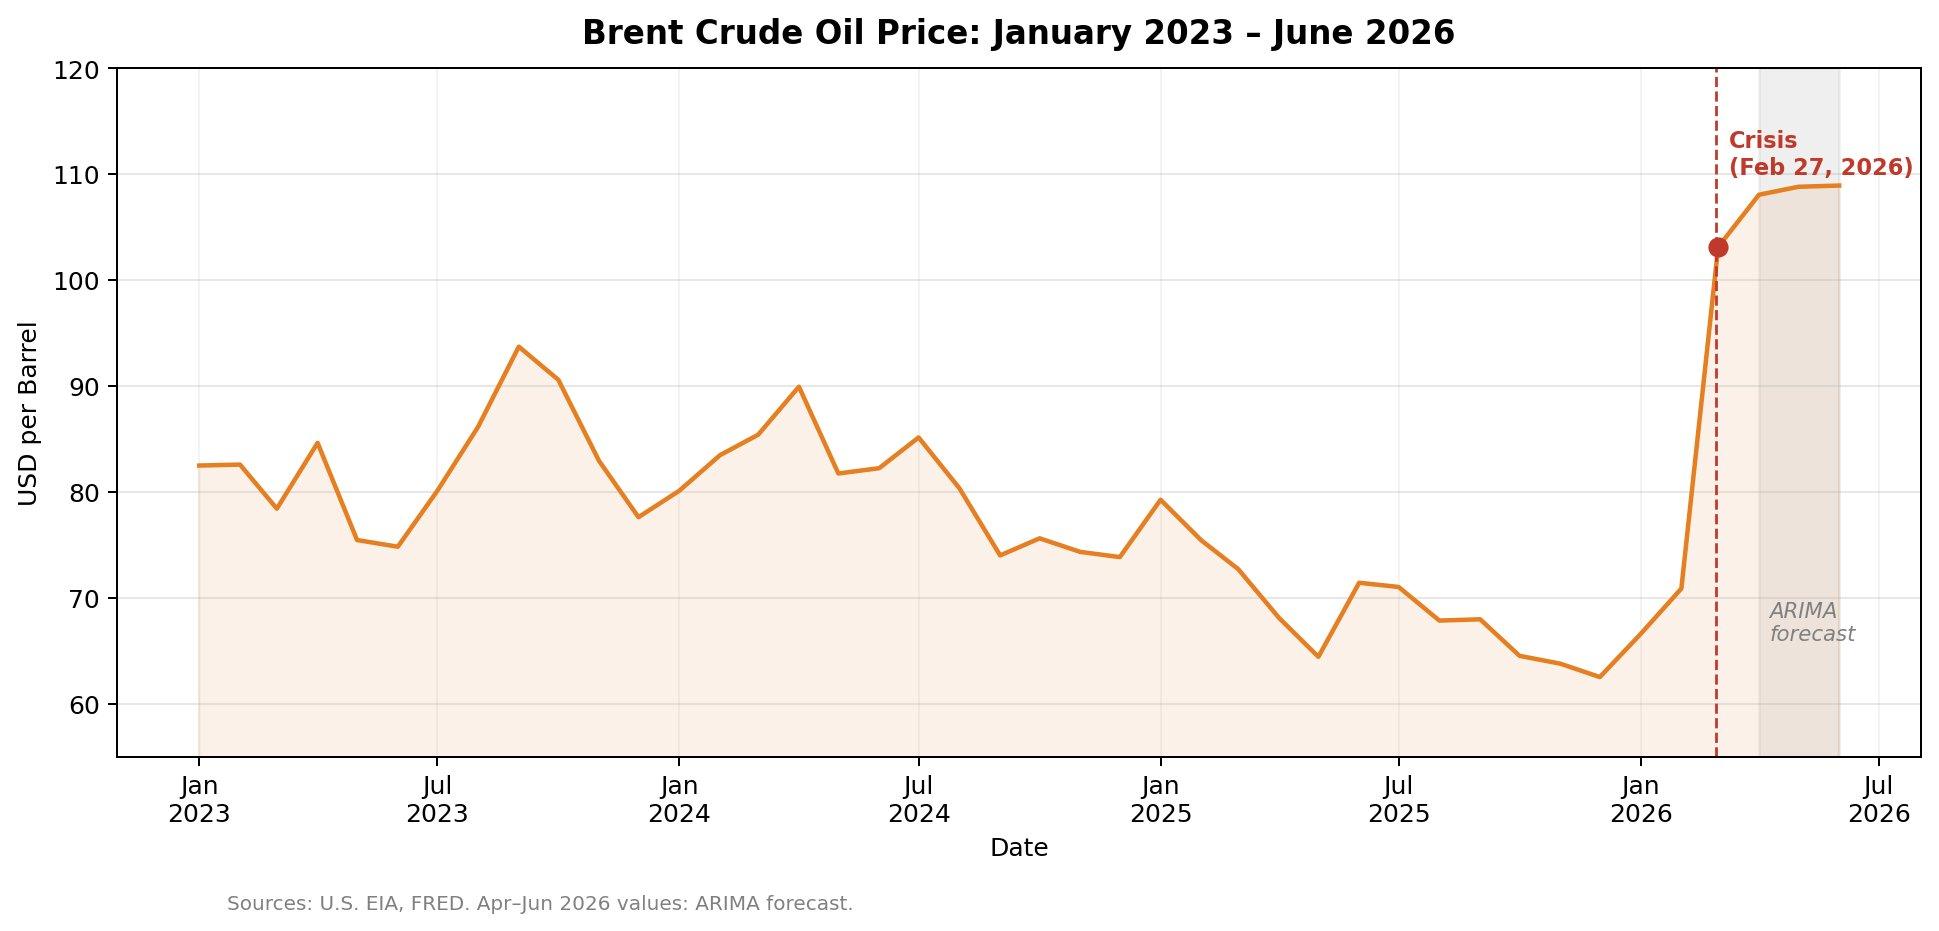 Brent Crude Oil Price: January 2023 – June 2026
120
110
100
90
80
70
60
USD per Barrel
Crisis
(Feb 27, 2026)
ARIMA
forecast
Jan
2023
Jul
2023
Jan
2024
Jul
2024
Jan
2025
Jul
2025
Jan
2026
Jul
2026
Date
Sources: U.S. EIA, FRED. Apr–Jun 2026 values: ARIMA forecast.